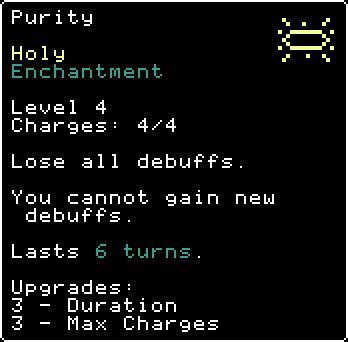 Purity
Holy
Enchantment
Level 4
Charges: 4/4
Lose all debuffs.
You cannot gain new
debuffs.
Lasts 6 turns.
Upgrades:
3 - Duration
3 - Max Charges